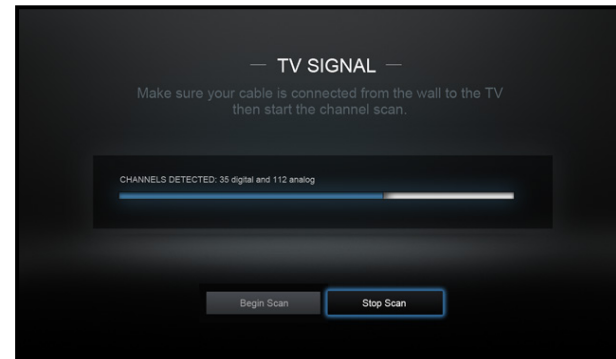 — TV SIGNAL —
Make sure your cable is connected from the wall to the TV
then start the channel scan.
CHANNELS DETECTED: 35 digital and 112 analog
Begin Scan
Stop Scan